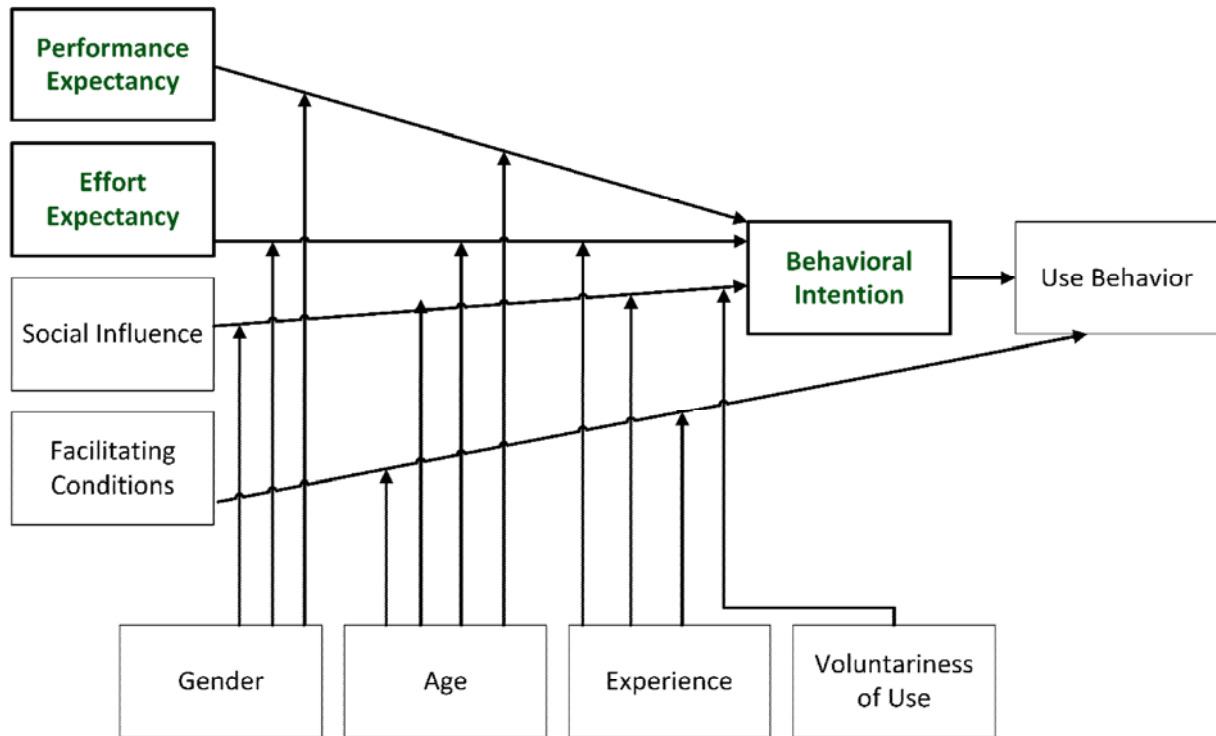 Performance
Expectancy
Effort
Expectancy
Social Influence
Facilitating
Conditions
Behavioral
Intention
Use Behavior
Gender
Age
Experience
Voluntariness
of Use